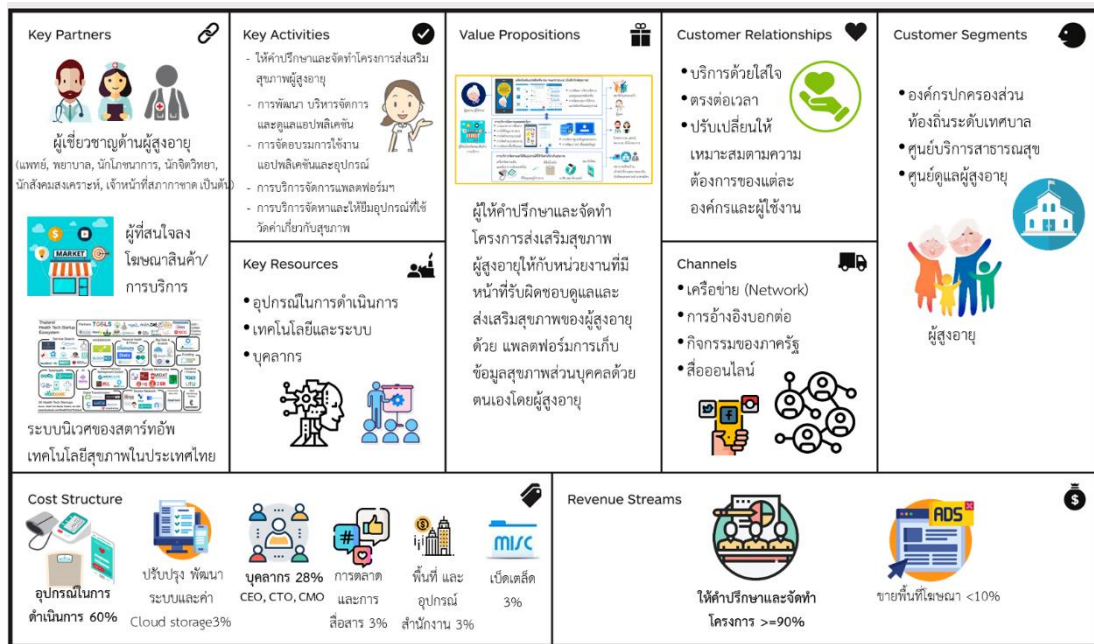 Key Partners
ผู้เชี่ยวชาญด้านผู้สูงอายุ
(แพทย์, พยาบาล, นักโภชนาการ, นักจิตวิทยา,
นักสังคมสงเคราะห์, เจ้าหน้าที่สภากาชาด เป็นต้น)
MARKET
ผู้ที่สนใจลง
โฆษณาสินค้า/
การบริการ
ระบบนิเวศของสตาร์ทอัพ
เทคโนโลยีสุขภาพในประเทศไทย
Key Activities
- ให้คำปรึกษาและจัดทำโครงการส่งเสริม
สุขภาพผู้สูงอายุ
- การพัฒนา บริหารจัดการ
และดูแลแอปพลิเคชัน
- การจัดอบรมการใช้งาน
แอปพลิเคชันและอุปกรณ์
- การบริการจัดการแพลตฟอร์มฯ
- การบริการจัดหาและให้ยืมอุปกรณ์ที่ใช้
วัดค่าเกี่ยวกับสุขภาพ
Key Resources
• อุปกรณ์ในการดำเนินการ
• เทคโนโลยีและระบบ
• บุคลากร
Value Propositions
ผู้ให้คำปรึกษาและจัดทำ
โครงการส่งเสริมสุขภาพ
ผู้สูงอายุให้กับหน่วยงานที่มี
หน้าที่รับผิดชอบดูแลและ
ส่งเสริมสุขภาพของผู้สูงอายุ
ด้วย แพลตฟอร์มการเก็บ
ข้อมูลสุขภาพส่วนบุคคลด้วย
ตนเองโดยผู้สูงอายุ
Customer Relationships
• บริการด้วยใส่ใจ
• ตรงต่อเวลา
• ปรับเปลี่ยนให้
เหมาะสมตามความ
ต้องการของแต่ละ
องค์กรและผู้ใช้งาน
Channels
• เครือข่าย (Network)
• การอ้างอิงบอกต่อ
• กิจกรรมของภาครัฐ
• สื่อออนไลน์
Customer Segments
• องค์กรปกครองส่วน
ท้องถิ่นระดับเทศบาล
• ศูนย์บริการสาธารณสุข
• ศูนย์ดูแลผู้สูงอายุ
ผู้สูงอายุ
Cost Structure
อุปกรณ์ในการ
ดำเนินการ 60%
ปรับปรุง พัฒนา
ระบบและค่า
Cloud storage3%
บุคลากร 28%
CEO, CTO, CMO
การตลาด
และการ
สื่อสาร 3%
พื้นที่ และ
อุปกรณ์
สำนักงาน 3%
misc
เบ็ดเตล็ด
3%
Revenue Streams
ให้คำปรึกษาและจัดทำ
โครงการ >=90%
ADS
ขายพื้นที่โฆษณา <10%